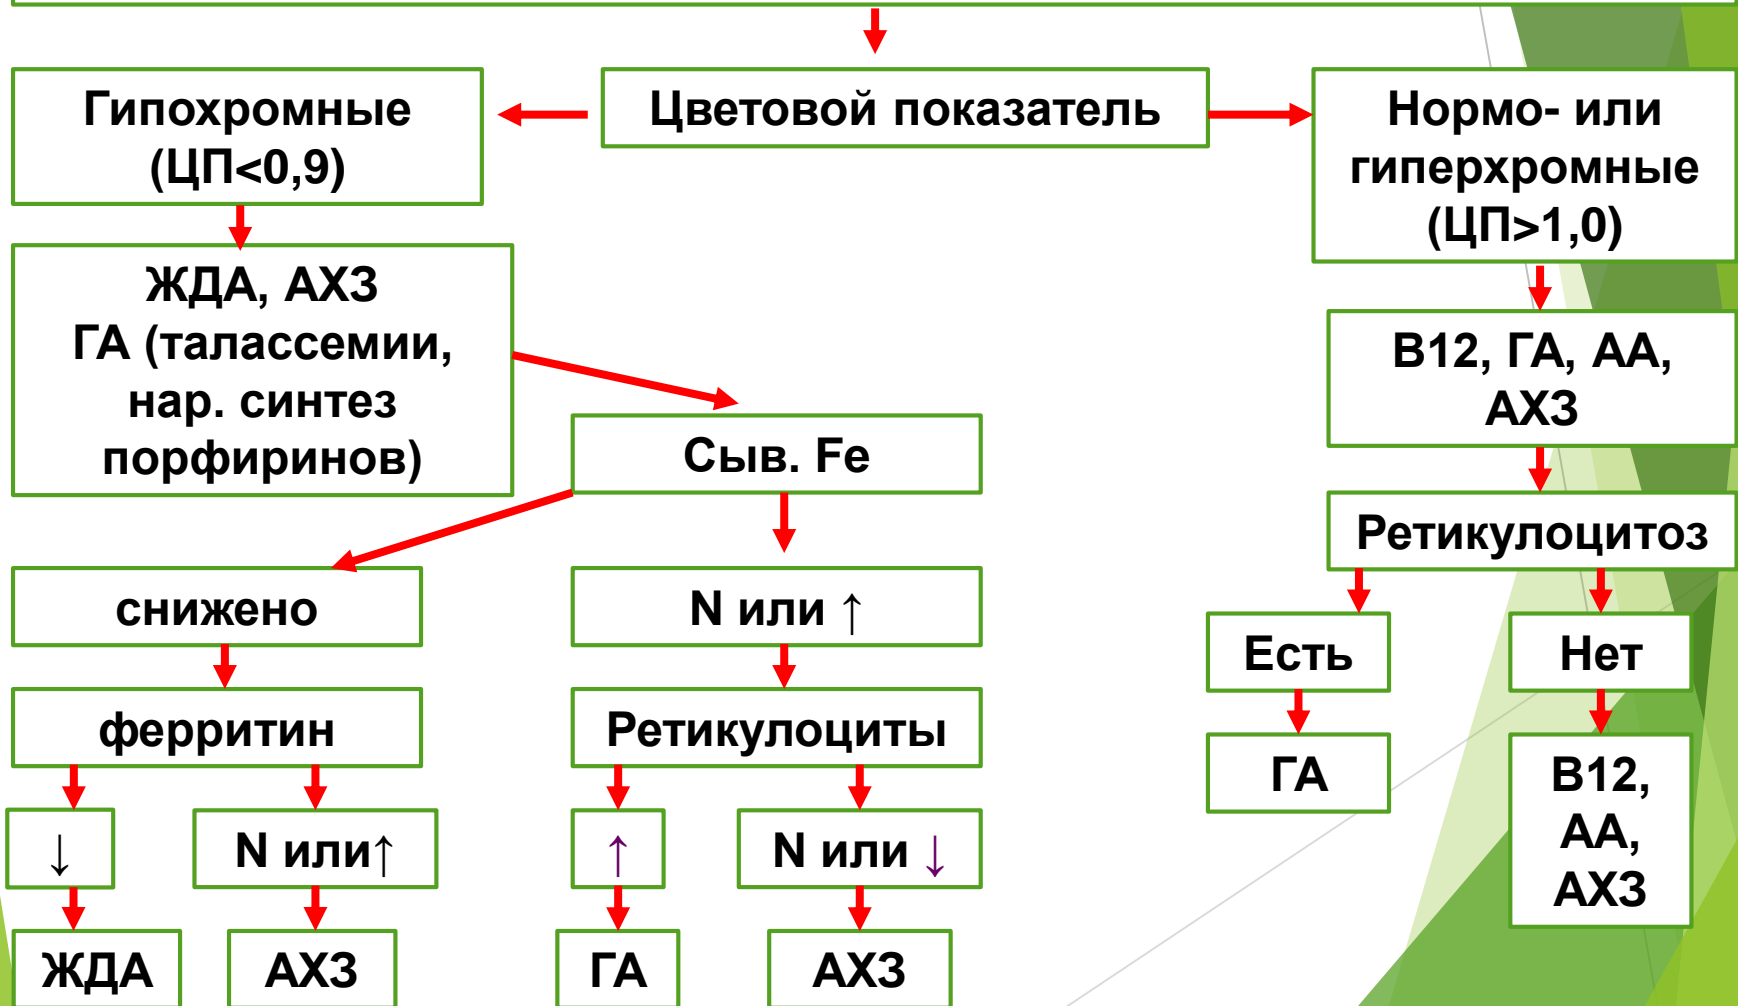 Цветовой показатель
Гипохромные
(ЦП<0,9)
Нормо- или
гиперхромные
(ЦП>1,0)
ЖДА, АХЗ
ГА (талассемии,
нар. синтез
порфиринов)
В12, ГА, АА,
АХЗ
Сыв. Fe
Ретикулоцитоз
снижено
N или ↑
Есть
Нет
ферритин
Ретикулоциты
ГА
В12,
АА,
АХЗ
↓
N или↑
↑
N или ↓
ЖДА
АХЗ
ГА
АХЗ